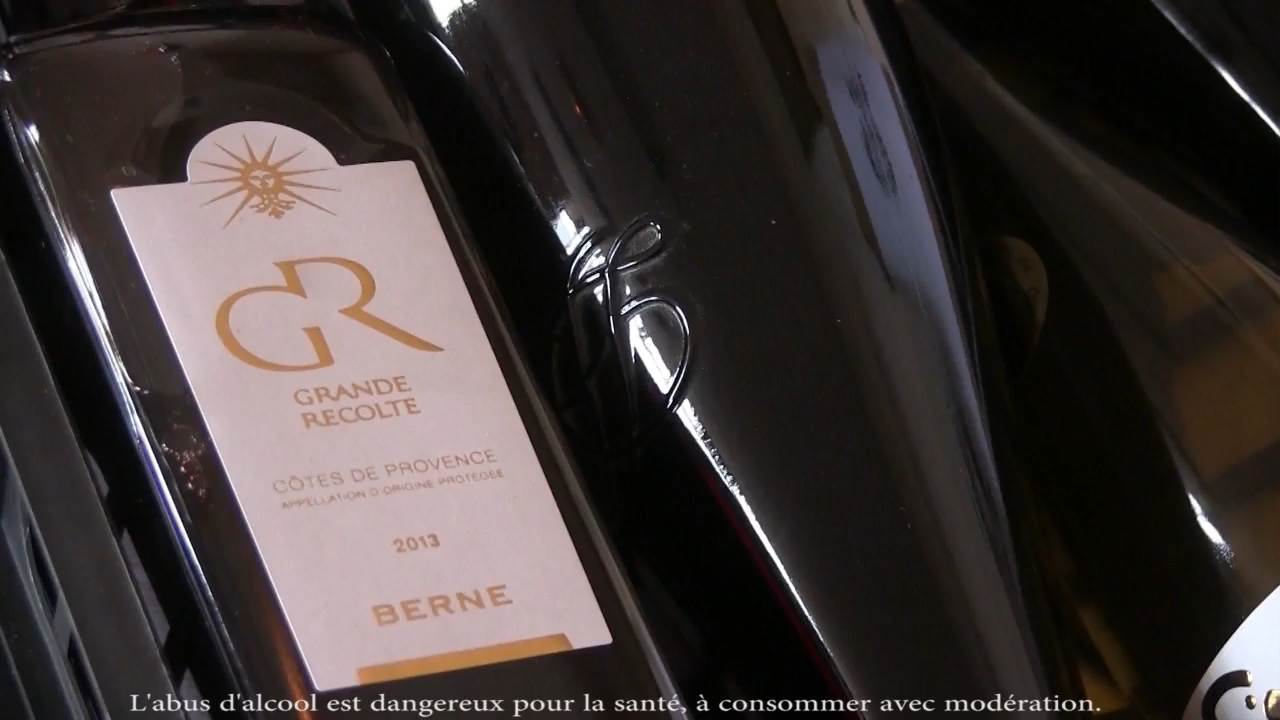 GR
GRANDE
RECOLTE
CÔTES DE PROVENCE
APPELLATION D'ORIGINE PROTÉGÉE
2013
BERNE
L'abus d'alcool est dangereux pour la santé, à consommer avec modération.